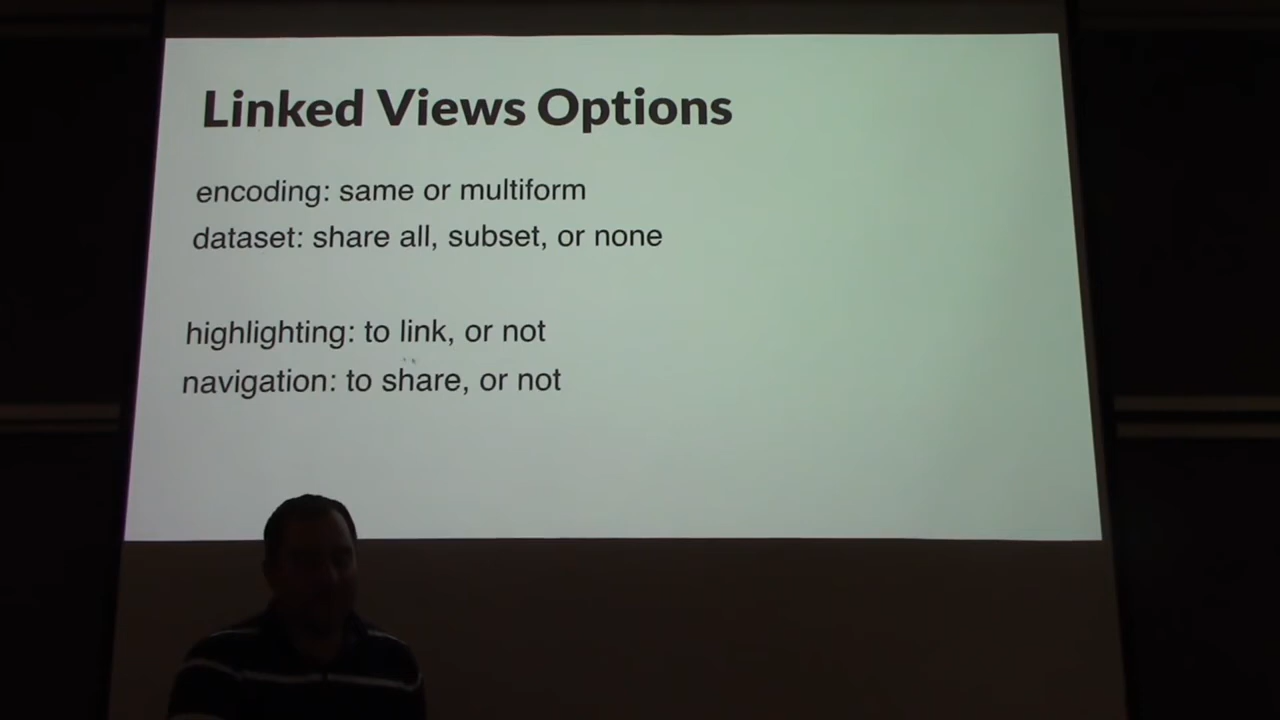 Linked Views Options
encoding: same or multiform
dataset: share all, subset, or none
highlighting: to link, or not
navigation: to share, or not